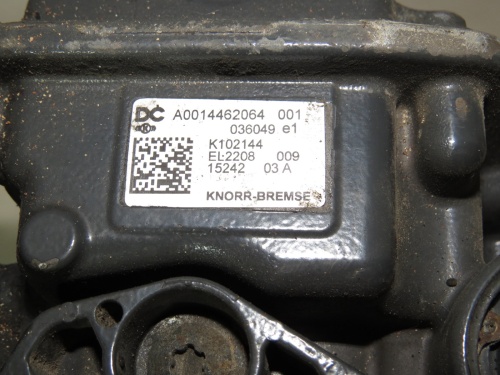 DC A0014462064 001
036049 e1
K102144
EL2208 009
15242 03 A
KNORR-BREMSE